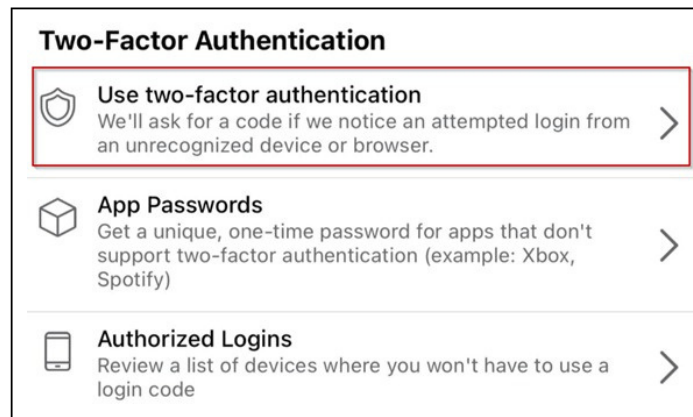 Two-Factor Authentication
Use two-factor authentication
We'll ask for a code if we notice an attempted login from
an unrecognized device or browser.
App Passwords
Get a unique, one-time password for apps that don't
support two-factor authentication (example: Xbox,
Spotify)
Authorized Logins
Review a list of devices where you won't have to use a
login code